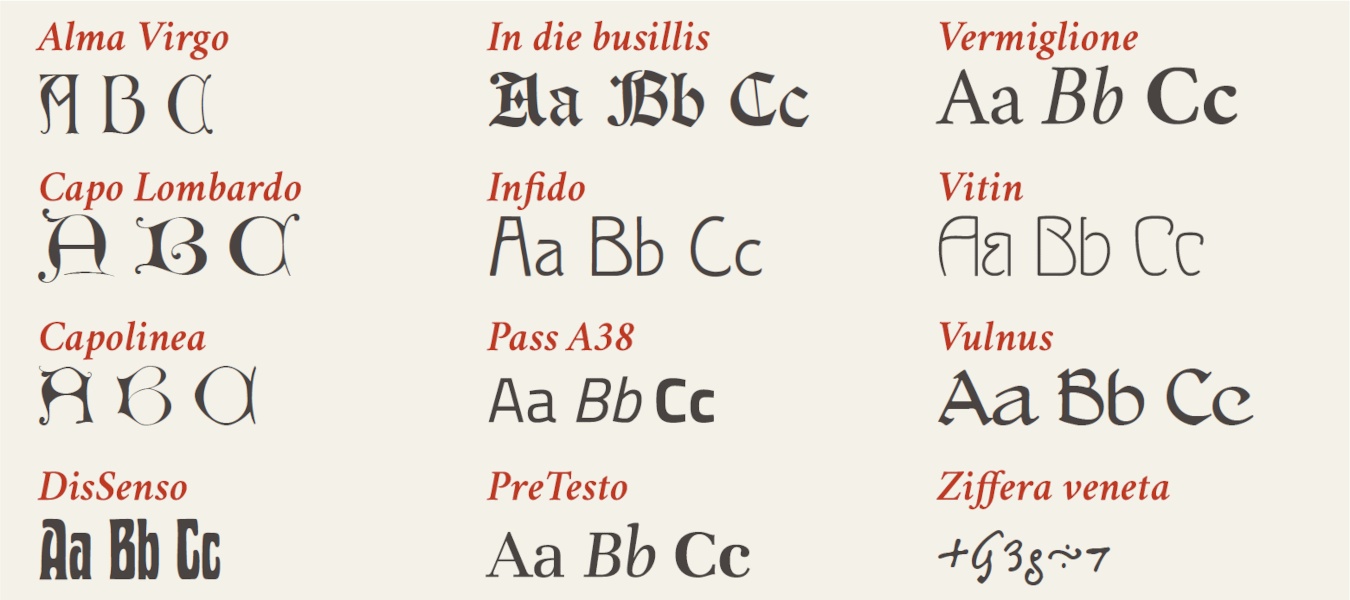 Alma Virgo
A B C
Capo Lombardo
A B C
Capolinea
A B C
DisSenso
Aa Bb Cc
In die busillis
Aa Bb Cc
Infido
Aa Bb Cc
Pass A38
Aa Bb Cc
PreTesto
Aa Bb Cc
Vermiglione
Aa Bb Cc
Vitin
Aa Bb Cc
Vulnus
Aa Bb Cc
Ziffera veneta